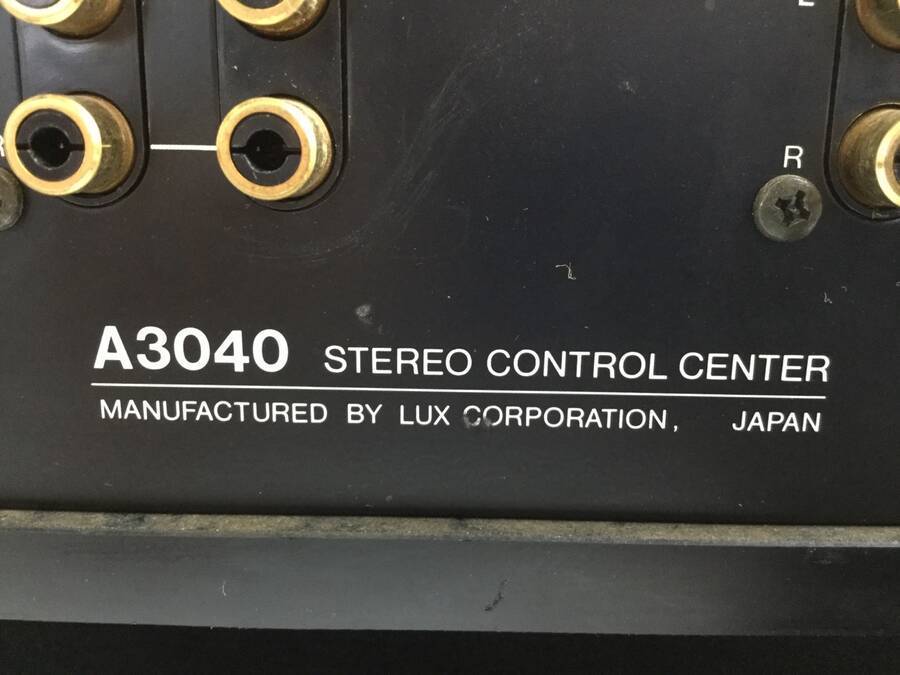 R
A3040 STEREO CONTROL CENTER
MANUFACTURED BY LUX CORPORATION, JAPAN